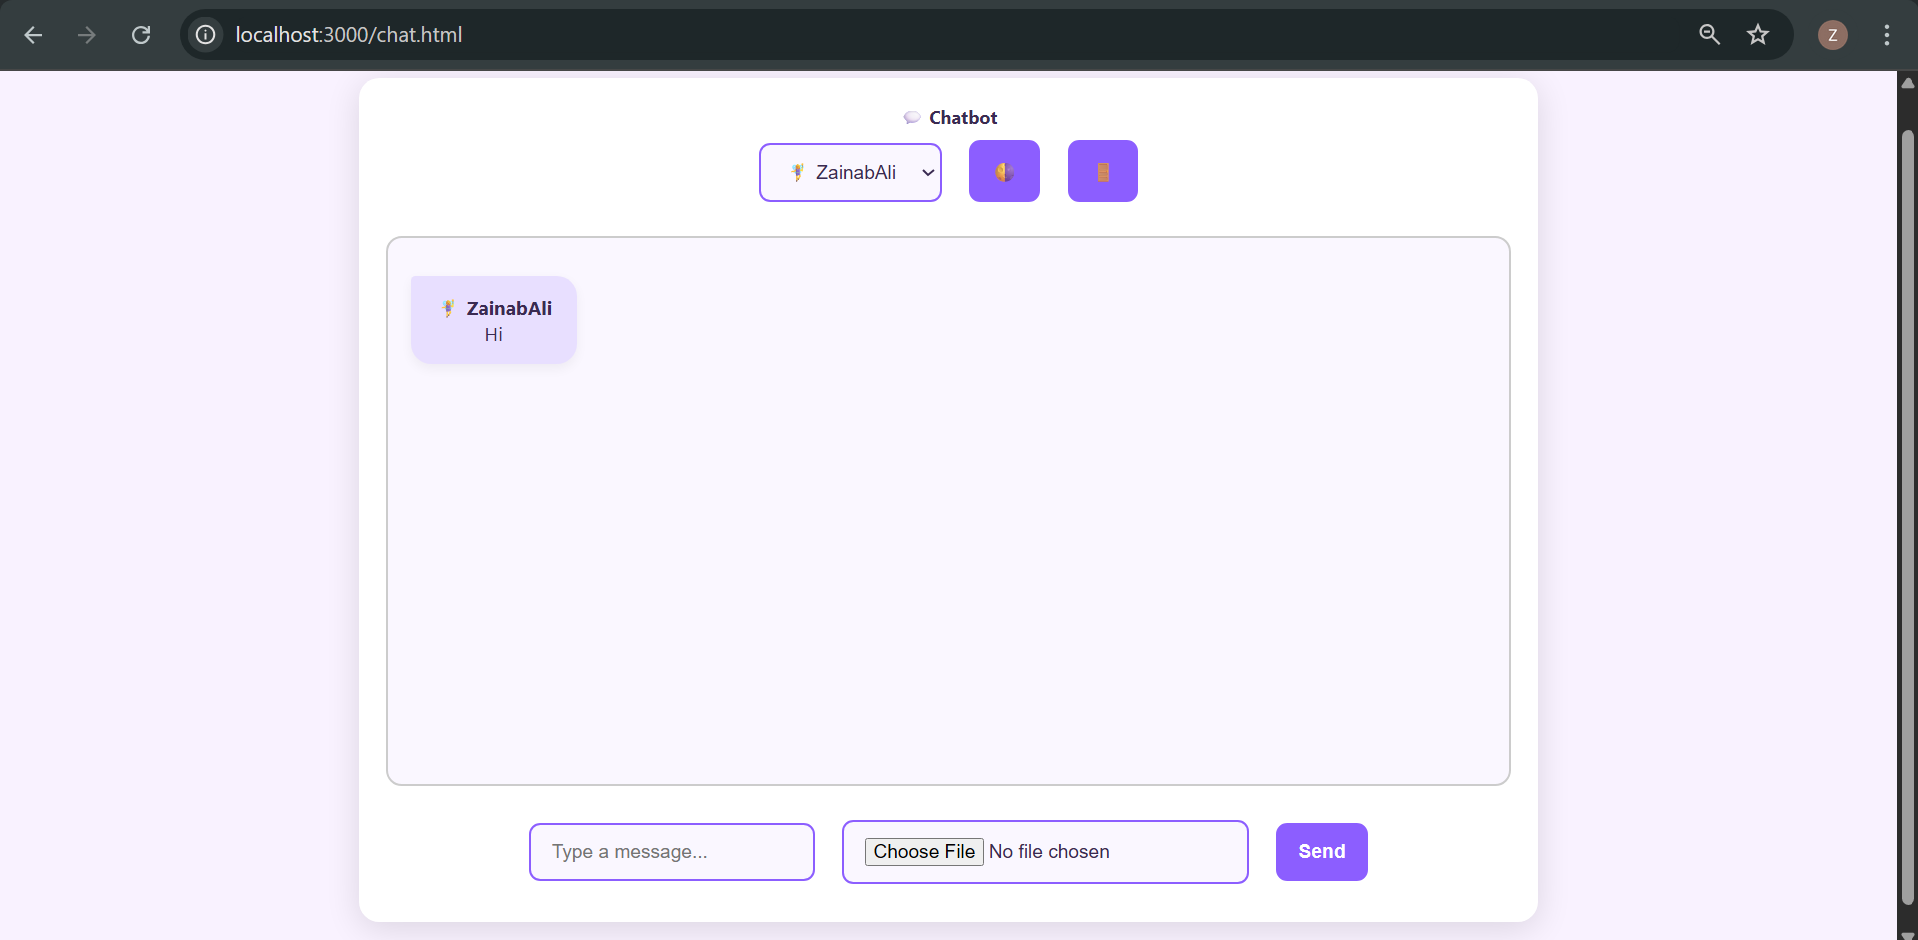 localhost:3000/chat.html
Z
Chatbot
ZainabAli
ZainabAli
Hi
Type a message...
Choose File No file chosen
Send